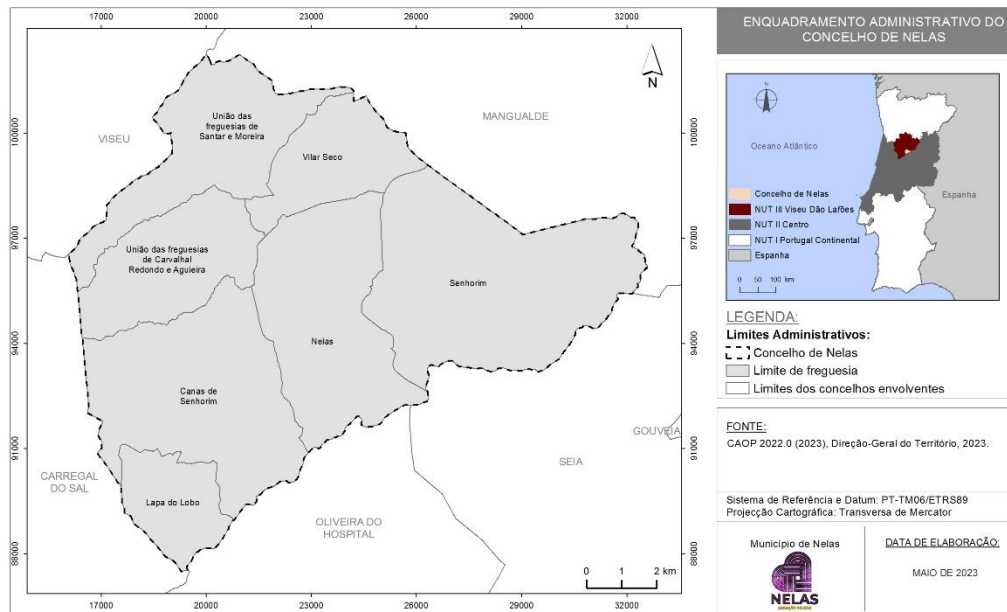 17000 20000 23000 26000 29000 32000
100000
97000
94000
91000
88000
N
VISEU
MANGUALDE
União das
freguesias de
Santar e Moreira
Vilar Seco
União das freguesias
de Carvalhal
Redondo e Aguieira
Senhorim
Nelas
Canas de
Senhorim
Lapa do Lobo
CARREGAL
DO SAL
OLIVEIRA DO
HOSPITAL
SEIA
GOUVEIA
0 1 2 km
100000
97000
94000
91000
88000
17000 20000 23000 26000 29000 32000
ENQUADRAMENTO ADMINISTRATIVO DO
CONCELHO DE NELAS
N
Oceano Atlântico
Espanha
Concelho de Nelas
NUT III Viseu Dão Lafões
NUT II Centro
NUT I Portugal Continental
Espanha
0 50 100 km
LEGENDA:
Limites Administrativos:
Concelho de Nelas
Limite de freguesia
Limites dos concelhos envolventes
FONTE:
CAOP 2022.0 (2023), Direção-Geral do Território, 2023.
Sistema de Referência e Datum: PT-TM06/ETRS89
Projecção Cartográfica: Transversa de Mercator
Município de Nelas
NELAS
DATA DE ELABORAÇÃO:
MAIO DE 2023